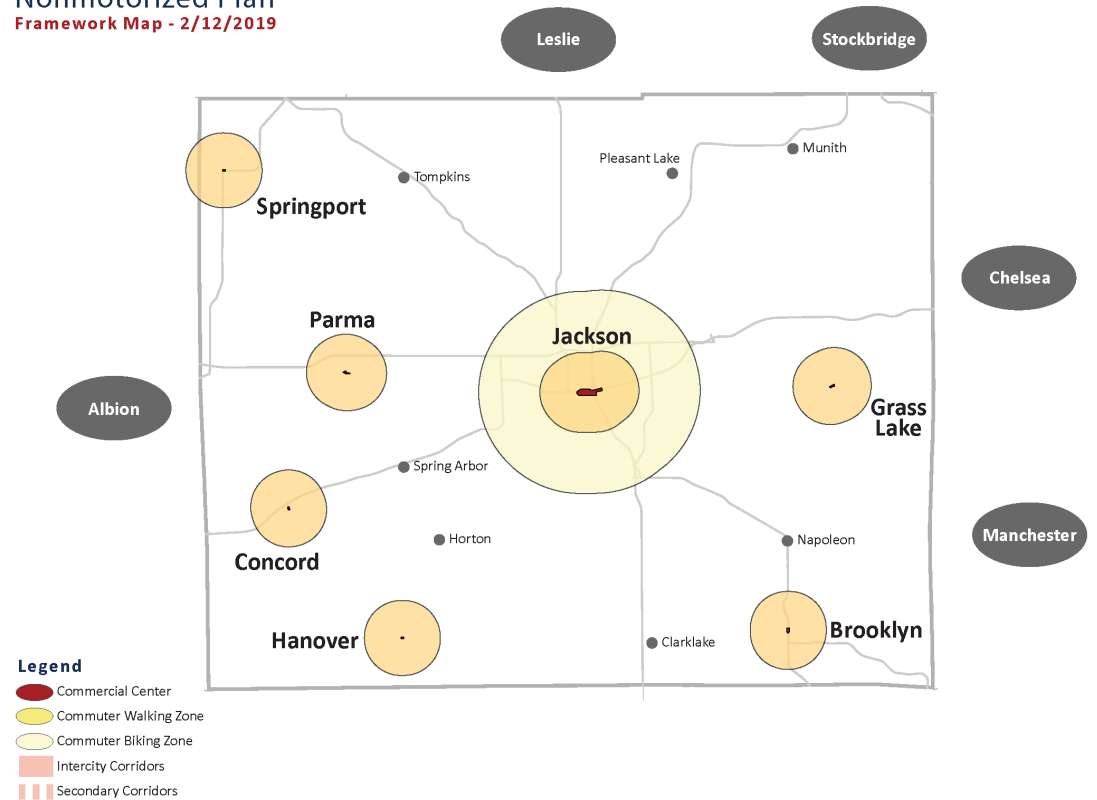 Nonmotorized Plan
Framework Map - 2/12/2019
Leslie
Stockbridge
Munith
Pleasant Lake
Tompkins
Springport
Chelsea
Parma
Jackson
Albion
Grass
Lake
Spring Arbor
Concord
Horton
Napoleon
Manchester
Hanover
Clarklake
Brooklyn
Legend
Commercial Center
Commuter Walking Zone
Commuter Biking Zone
Intercity Corridors
Secondary Corridors